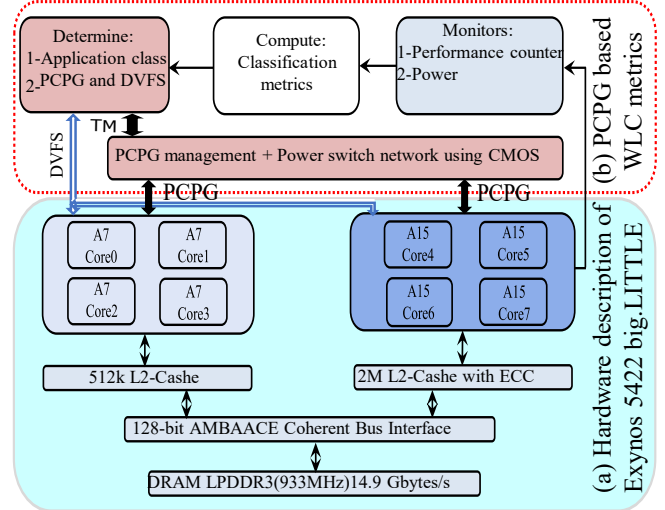 Determine:
1-Application class
2-PCPG and DVFS
Compute:
Classification
metrics
Monitors:
1-Performance counter
2-Power
(b) PCPG based
WLC metrics
DVFS
TM
PCPG management + Power switch network using CMOS
PCPG
PCPG
A7
Core0
A7
Core1
A7
Core2
A7
Core3
A15
Core4
A15
Core5
A15
Core6
A15
Core7
512k L2-Cashe
2M L2-Cashe with ECC
128-bit AMBAACE Coherent Bus Interface
DRAM LPDDR3(933MHz)14.9 Gbytes/s
(a) Hardware description of
Exynos 5422 big.LITTLE